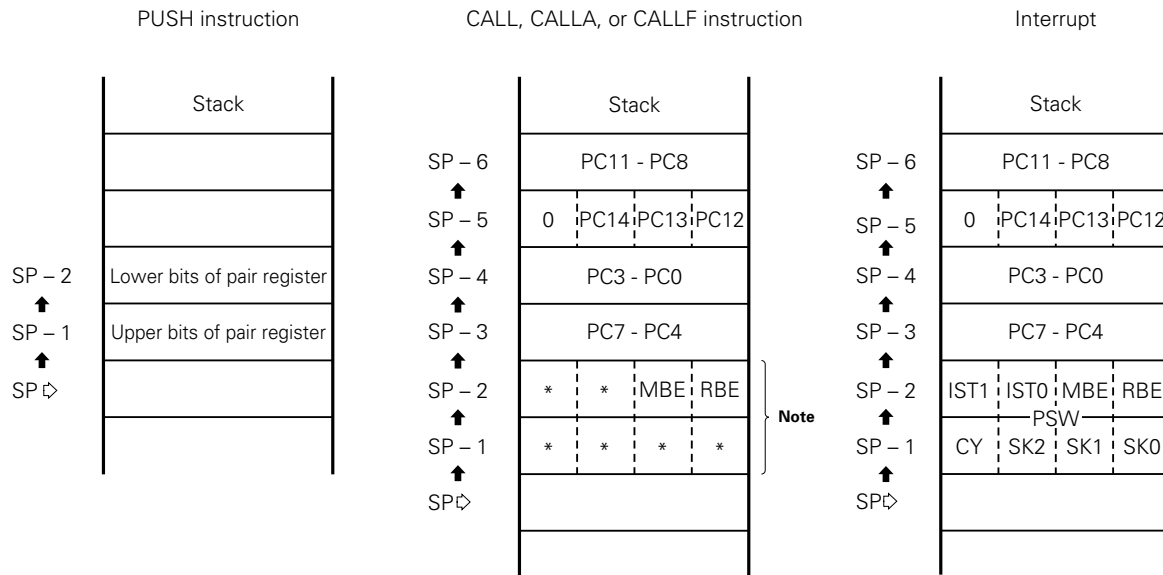 PUSH instruction
Stack
SP – 2 Lower bits of pair register
SP – 1 Upper bits of pair register
SP
CALL, CALLA, or CALLF instruction
Stack
SP – 6 PC11 - PC8
SP – 5 0 PC14 PC13 PC12
SP – 4 PC3 - PC0
SP – 3 PC7 - PC4
SP – 2 * * MBE RBE
Note
SP – 1 * * * *
SP
Interrupt
Stack
SP – 6 PC11 - PC8
SP – 5 0 PC14 PC13 PC12
SP – 4 PC3 - PC0
SP – 3 PC7 - PC4
SP – 2 IST1 IST0 MBE RBE
PSW
SP – 1 CY SK2 SK1 SK0
SP